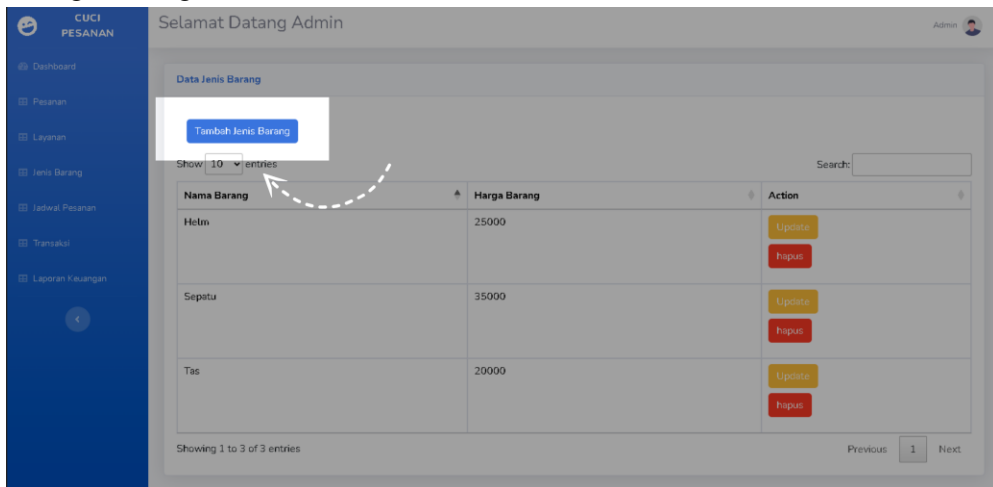 CUCI
PESANAN
Selamat Datang Admin
Admin
Dashboard
Pesanan
Layanan
Jenis Barang
Jadwal Pesanan
Transaksi
Laporan Keuangan
Data Jenis Barang
Tambah Jenis Barang
Show 10 entries
Search:
Nama Barang Harga Barang Action
Helm 25000 Update
hapus
Sepatu 35000 Update
hapus
Tas 20000 Update
hapus
Showing 1 to 3 of 3 entries
Previous 1 Next